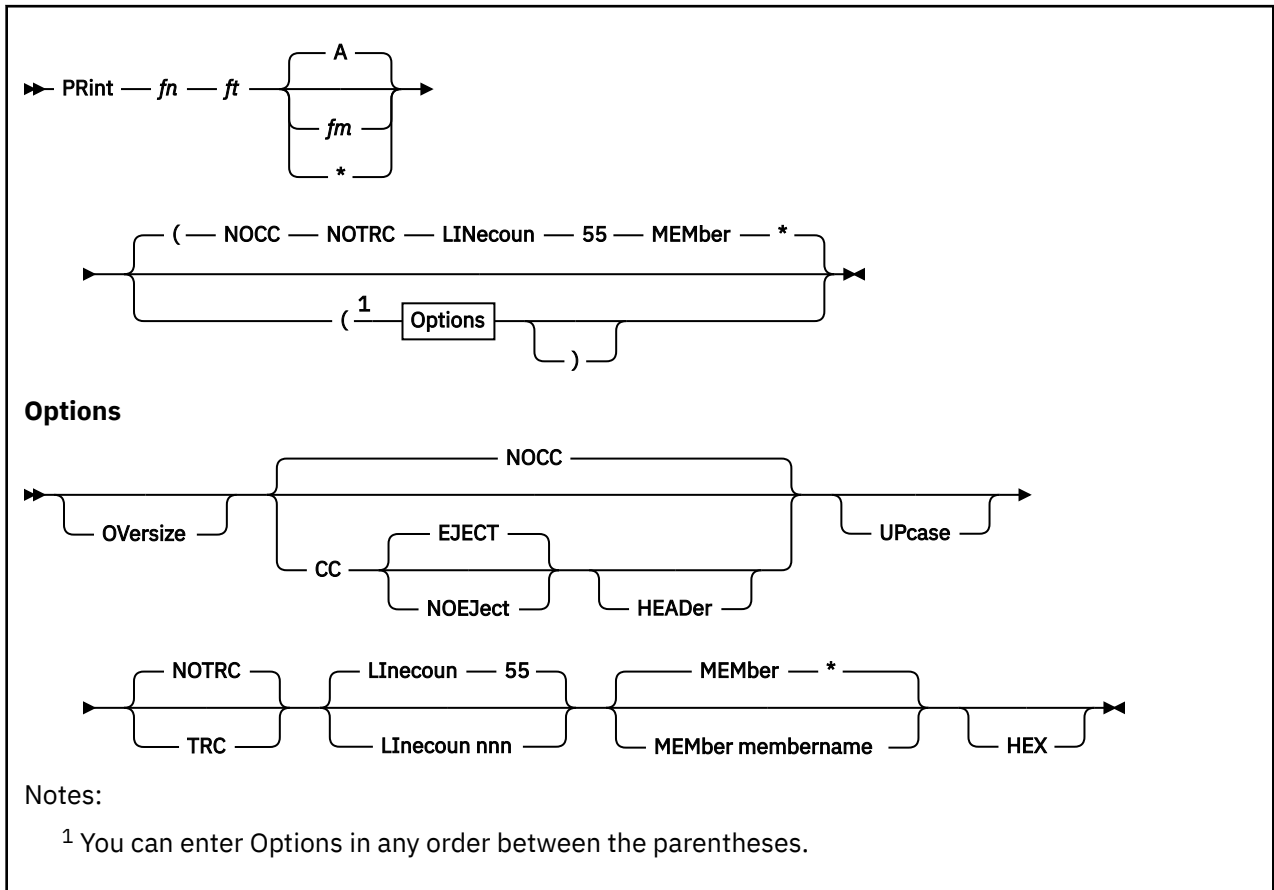 A
PRint fn ft
fm
*
( NOCC NOTRC LINecoun 55 MEMber *
( 1 Options
)
Options
NOCC
OVersize
EJECT
UPcase
CC
NOEJect HEADer
NOTRC LInecoun 55 MEMber *
TRC LInecoun nnn MEMber membername HEX
Notes:
1 You can enter Options in any order between the parentheses.